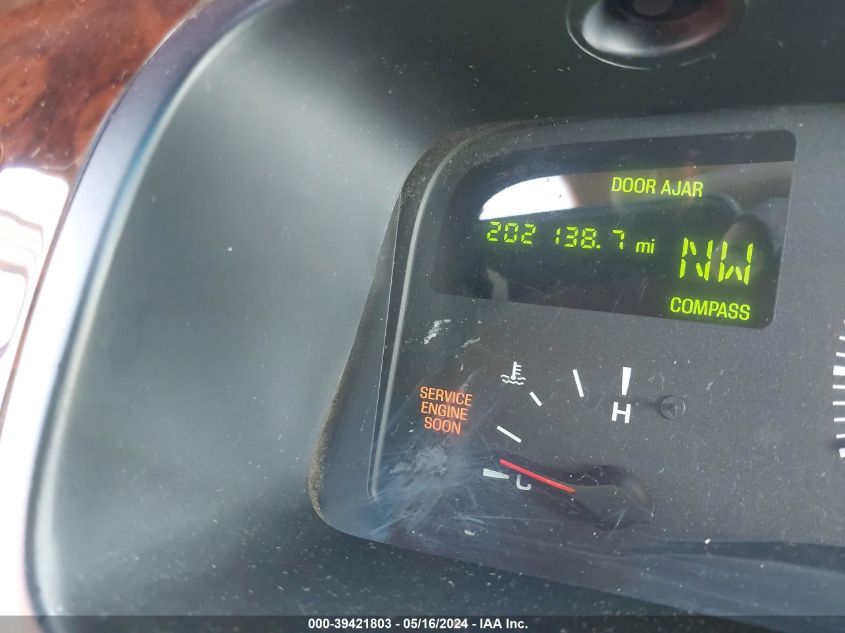 DOOR AJAR
202 138.7 mi
NW
COMPASS
SERVICE
ENGINE
SOON
H
C
000-39421803 - 05/16/2024 - IAA Inc.